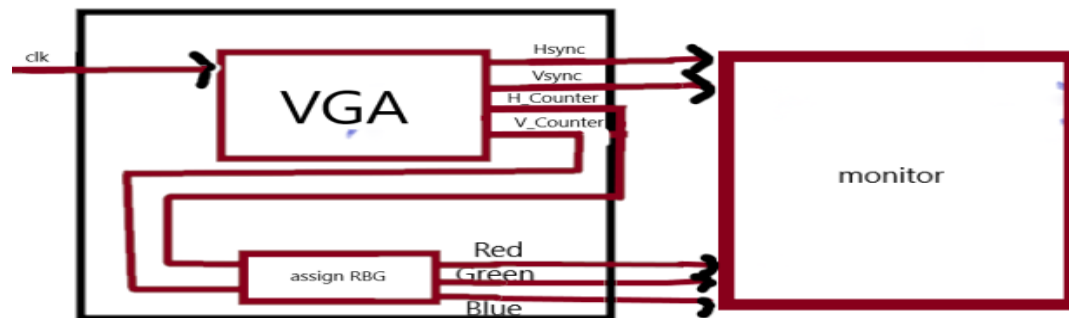 clk
VGA
Hsync
Vsync
H_Counter
V_Counter
monitor
assign RBG
Red
Green
Blue